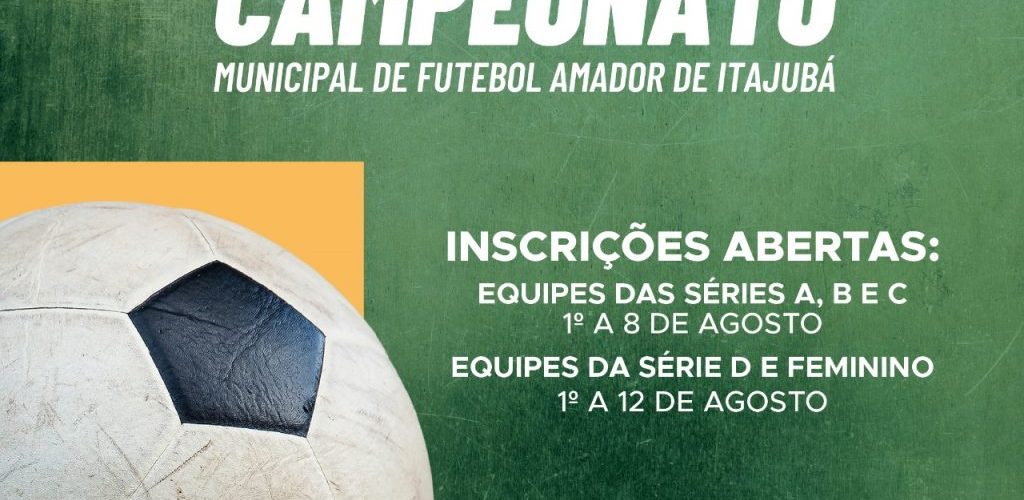 CAMPEONATO
MUNICIPAL DE FUTEBOL AMADOR DE ITAJUBÁ
INSCRIÇÕES ABERTAS:
EQUIPES DAS SÉRIES A, B E C
1º A 8 DE AGOSTO
EQUIPES DA SÉRIE D E FEMININO
1º A 12 DE AGOSTO